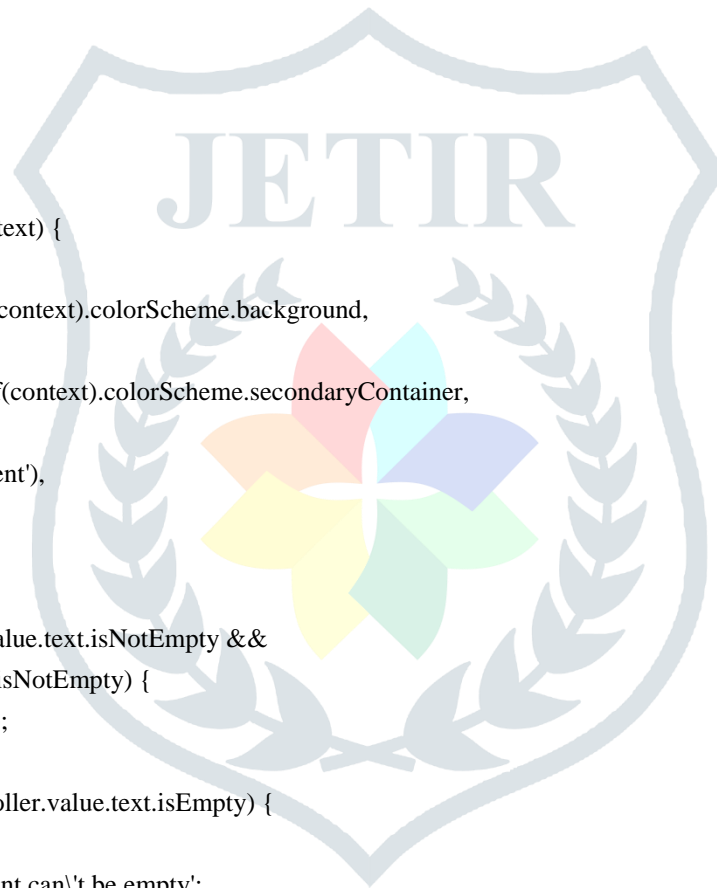 JETIR
text) {
context).colorScheme.background,
f(context).colorScheme.secondaryContainer,
ent'),
alue.text.isNotEmpty &&
isNotEmpty) {
;
oller.value.text.isEmpty) {
nt can\'t be empty';